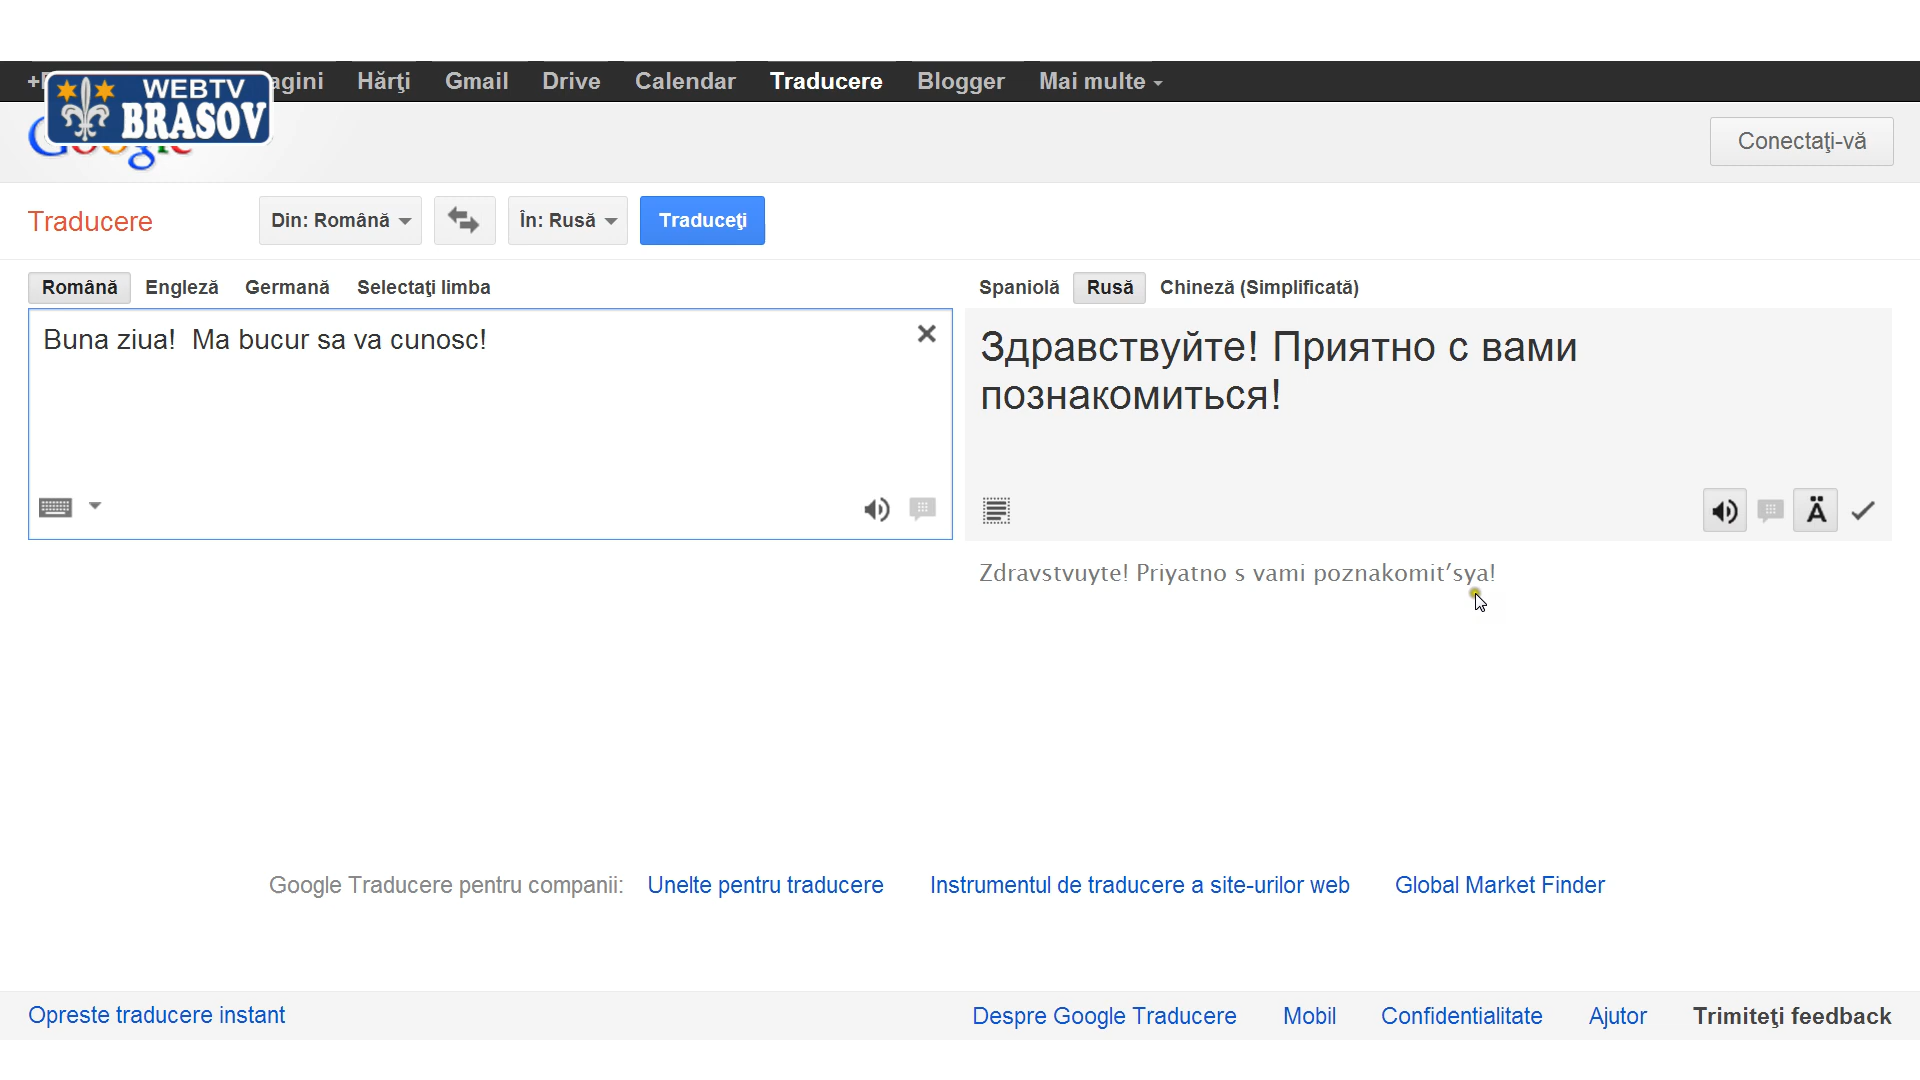 agini Hărţi Gmail Drive Calendar Traducere Blogger Mai multe
WEBTV
BRASOV
Conectaţi-vă
Traducere Din: Română În: Rusă Traduceţi
Română Engleză Germană Selectaţi limba Spaniolă Rusă Chineză (Simplificată)
Buna ziua! Ma bucur sa va cunosc!
Здравствуйте! Приятно с вами
познакомиться!
Ä
Zdravstvuyte! Priyatno s vami poznakomit′sya!
Google Traducere pentru companii: Unelte pentru traducere Instrumentul de traducere a site-urilor web Global Market Finder
Opreste traducere instant Despre Google Traducere Mobil Confidentialitate Ajutor Trimiteţi feedback